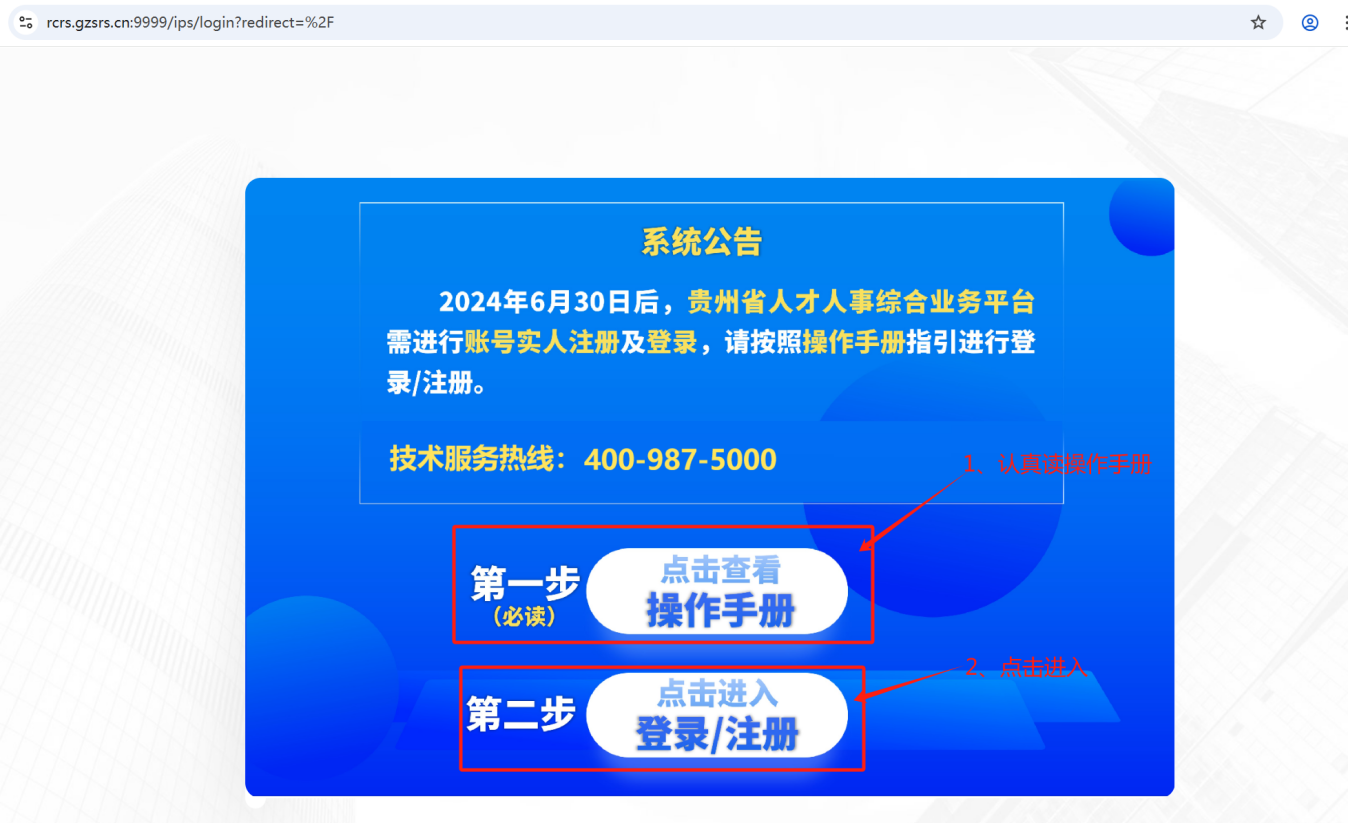 rcrs.gzsrs.cn:9999/ips/login?redirect=%2F
系统公告
2024年6月30日后，贵州省人才人事综合业务平台
需进行账号实人注册及登录，请按照操作手册指引进行登
录/注册。
技术服务热线：400-987-5000
1、认真读操作手册
第一步
（必读）
点击查看
操作手册
2、点击进入
第二步
点击进入
登录/注册